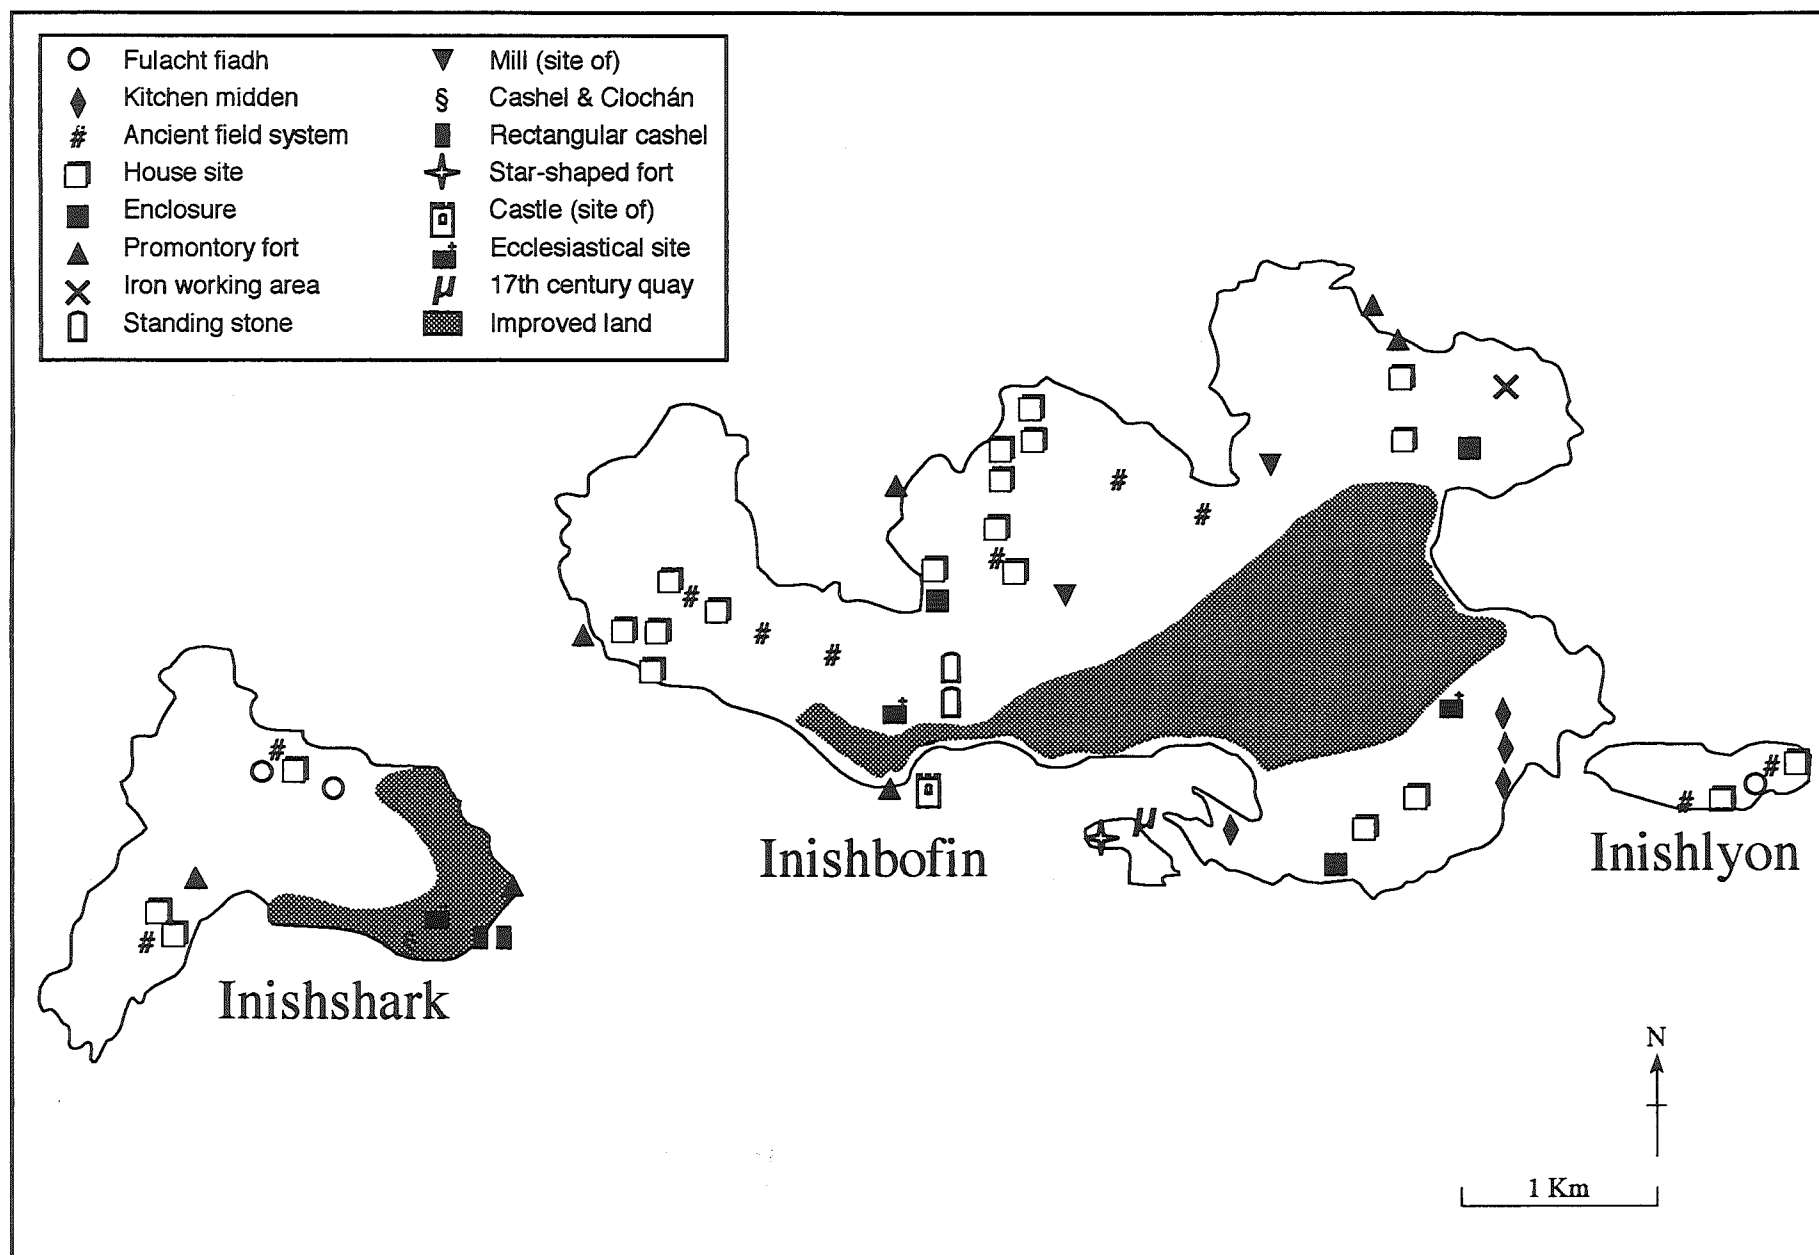 Fulacht fiadh
Kitchen midden
Ancient field system
House site
Enclosure
Promontory fort
Iron working area
Standing stone
Mill (site of)
Cashel & Clochán
Rectangular cashel
Star-shaped fort
Castle (site of)
Ecclesiastical site
17th century quay
Improved land
Inishbofin
Inishlyon
Inishshark
N
1 Km